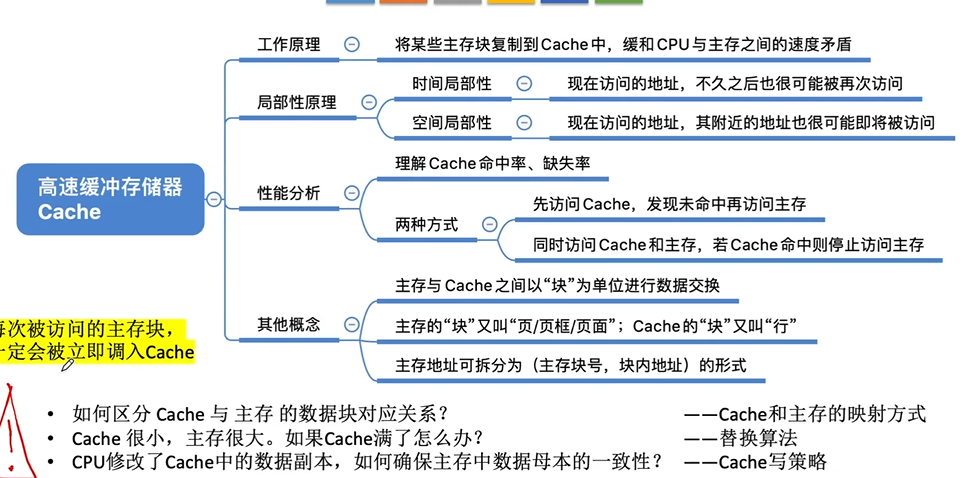 工作原理
将某些主存块复制到Cache中，缓和CPU与主存之间的速度矛盾
局部性原理
时间局部性
现在访问的地址，不久之后也很可能被再次访问
空间局部性
现在访问的地址，其附近的地址也很可能即将被访问
高速缓冲存储器
Cache
性能分析
理解Cache命中率、缺失率
两种方式
先访问Cache，发现未命中再访问主存
同时访问Cache和主存，若Cache命中则停止访问主存
其他概念
主存与Cache之间以“块”为单位进行数据交换
主存的“块”又叫“页/页框/页面”；Cache的“块”又叫“行”
主存地址可拆分为（主存块号，块内地址）的形式
每次被访问的主存块，
一定会被立即调入Cache
• 如何区分 Cache 与 主存 的数据块对应关系？ ——Cache和主存的映射方式
• Cache 很小，主存很大。如果Cache满了怎么办？ ——替换算法
• CPU修改了Cache中的数据副本，如何确保主存中数据母本的一致性？ ——Cache写策略